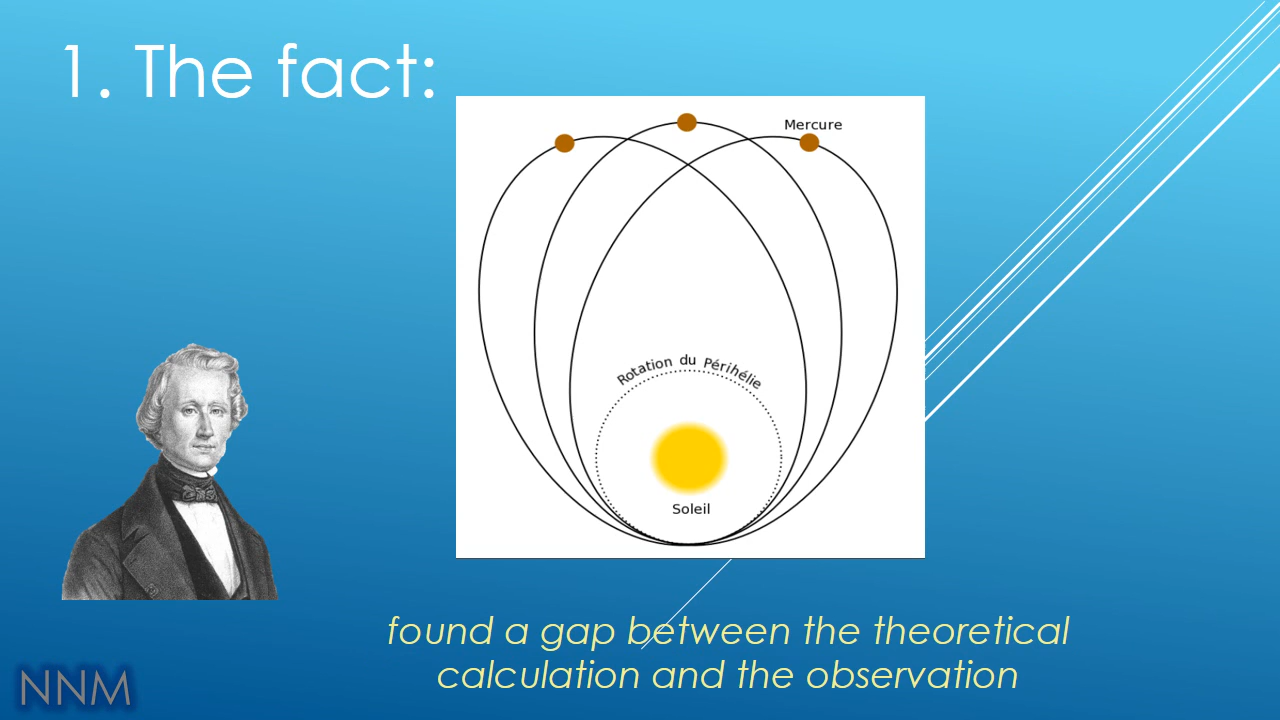 1. The fact:
Mercure
Rotation du Périhélie
Soleil
found a gap between the theoretical
calculation and the observation
NNM